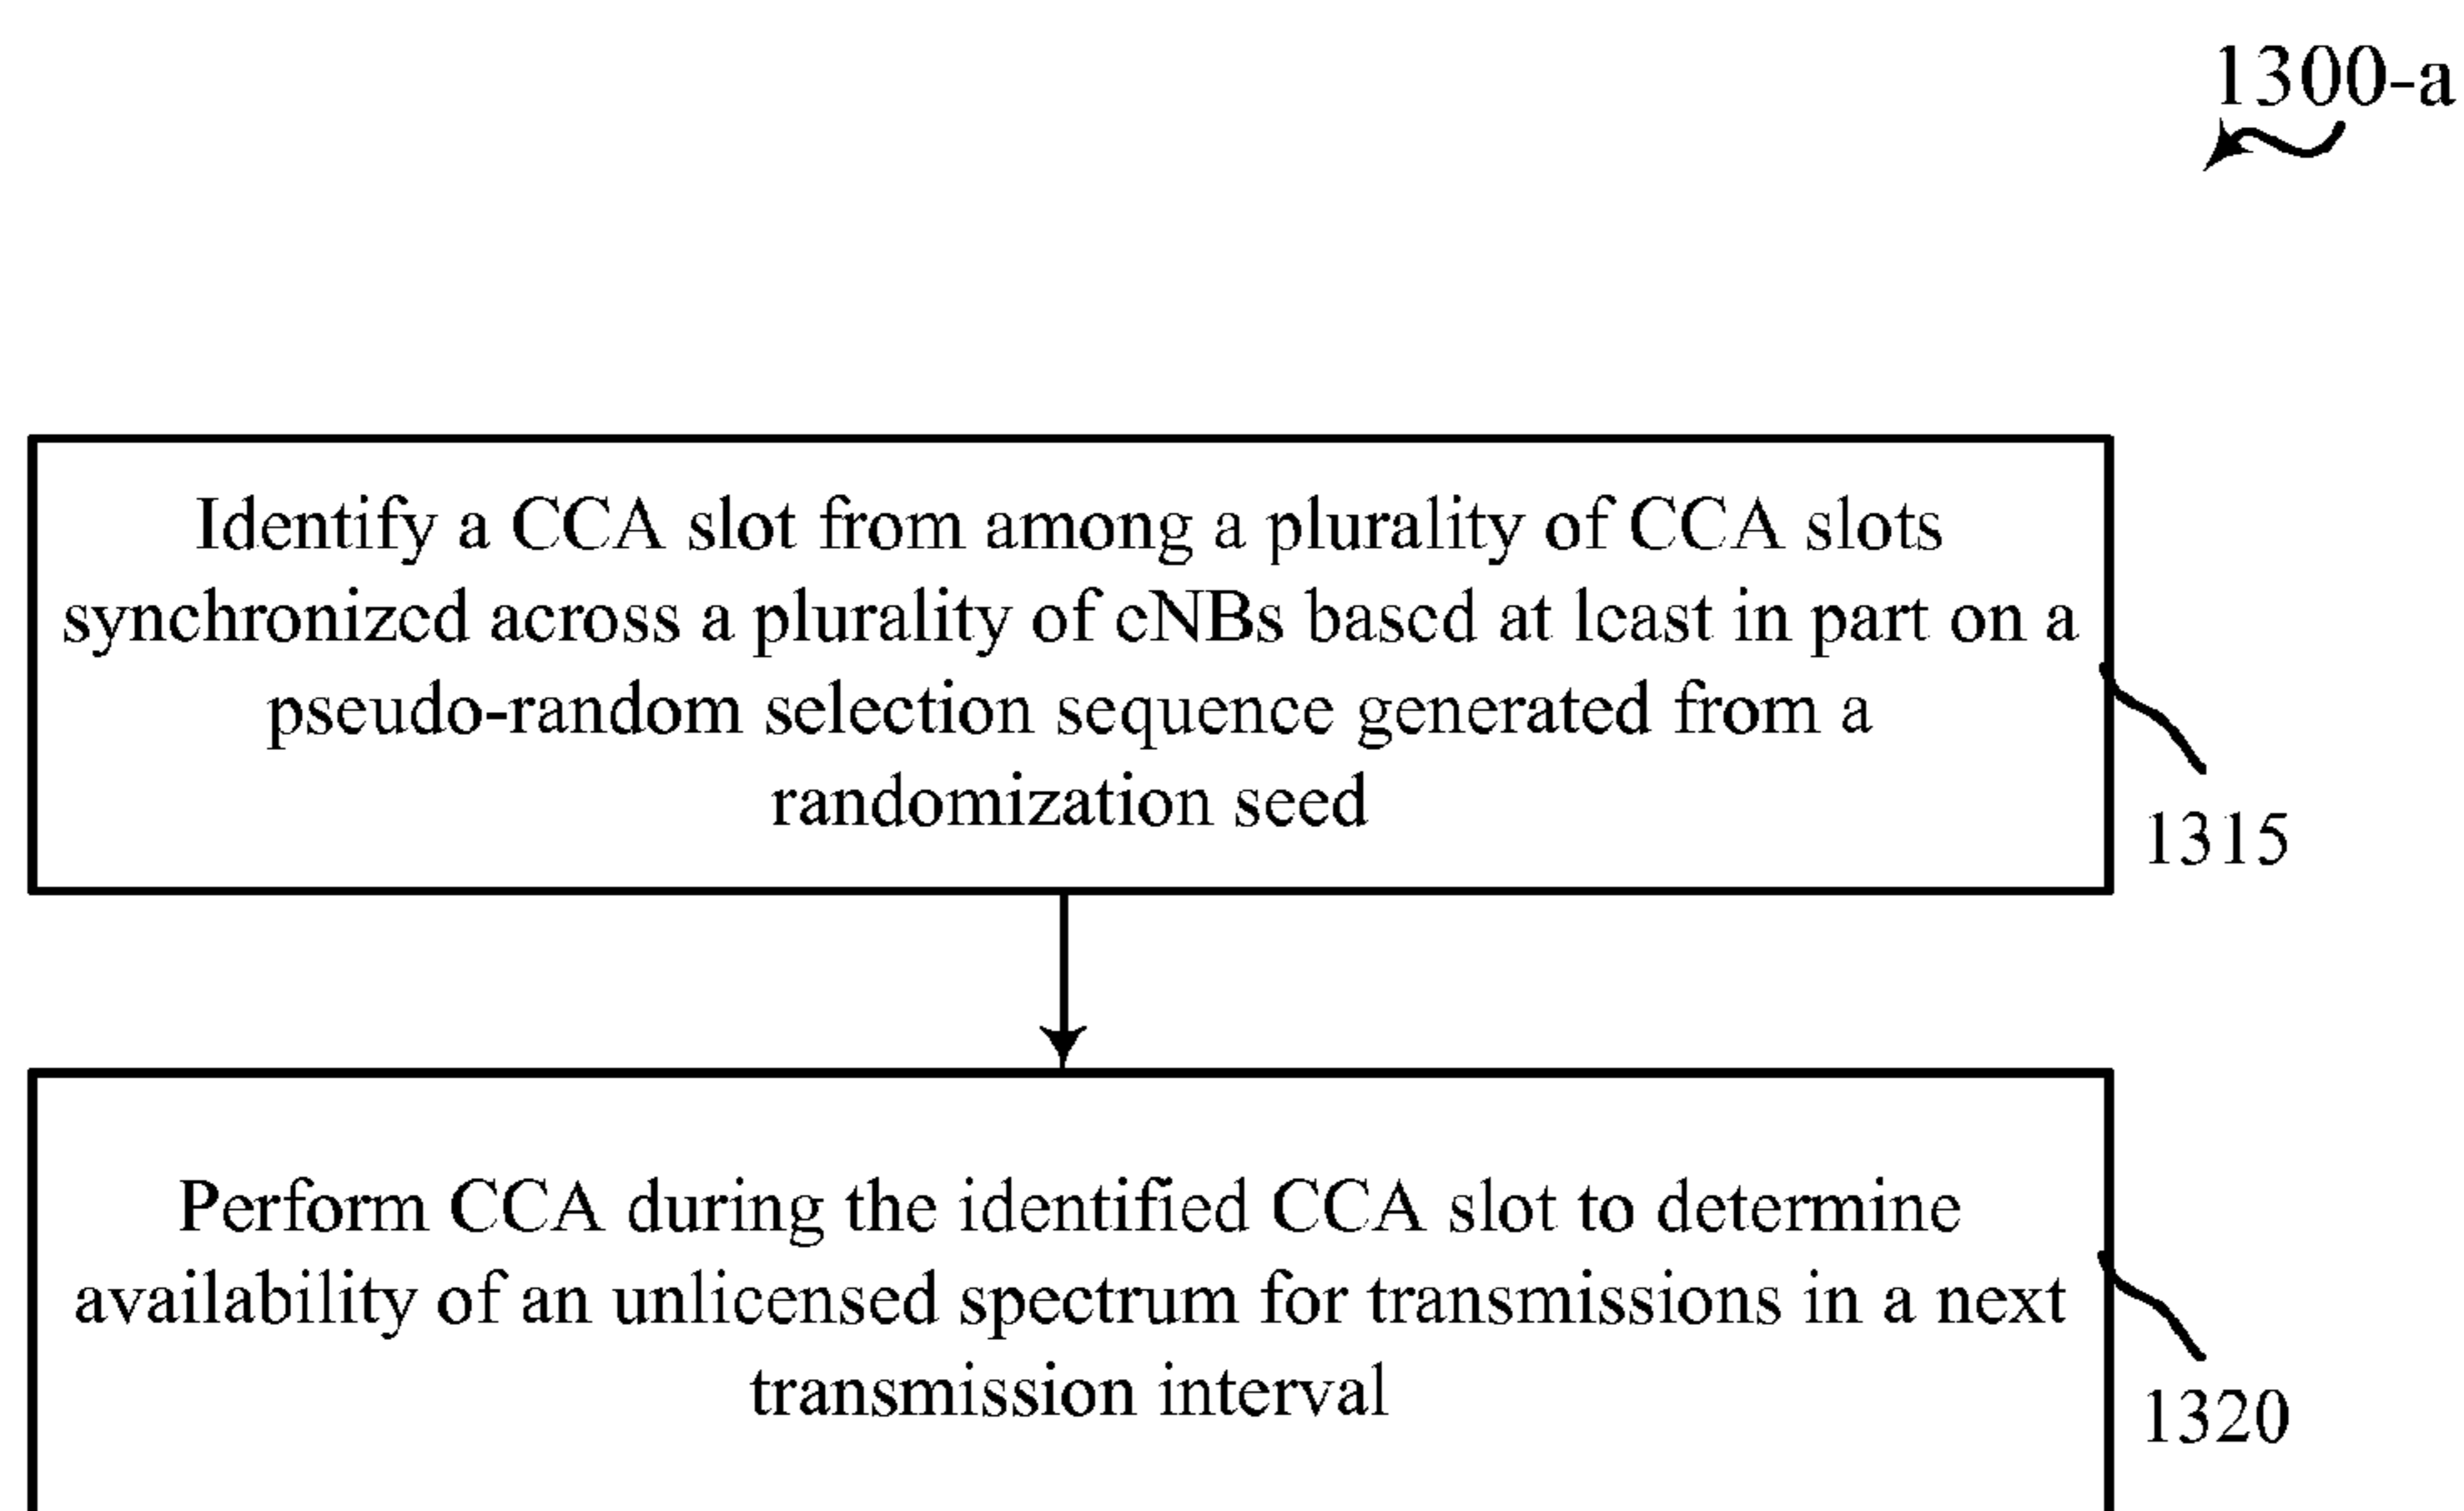 1300-a
Identify a CCA slot from among a plurality of CCA slots
synchronized across a plurality of eNBs based at least in part on a
pseudo-random selection sequence generated from a
randomization seed
1315
Perform CCA during the identified CCA slot to determine
availability of an unlicensed spectrum for transmissions in a next
transmission interval
1320